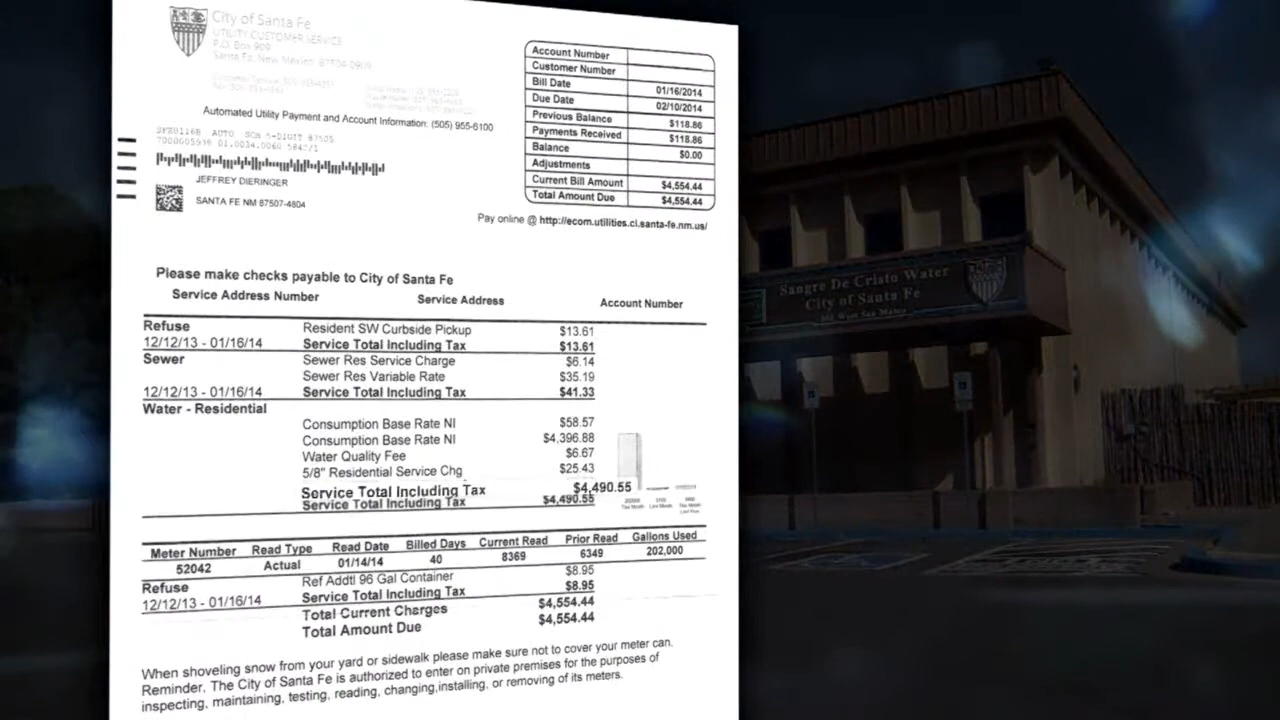 City of Santa Fe
UTILITY CUSTOMER SERVICE
P.O. Box 909
Santa Fe, New Mexico 87504-0909
Automated Utility Payment and Account Information: (505) 955-6100
JEFFREY DIERINGER
SANTA FE NM 87507-4804
Account Number
Customer Number
Bill Date 01/16/2014
Due Date 02/10/2014
Previous Balance $118.86
Payments Received $118.86
Balance $0.00
Adjustments
Current Bill Amount $4,554.44
Total Amount Due $4,554.44
Pay online @ http://ecom.utilities.ci.santa-fe.nm.us/
Please make checks payable to City of Santa Fe
Service Address Number Service Address Account Number
Refuse Resident SW Curbside Pickup $13.61
12/12/13 - 01/16/14 Service Total Including Tax $13.61
Sewer Sewer Res Service Charge $6.14
Sewer Res Variable Rate $35.19
12/12/13 - 01/16/14 Service Total Including Tax $41.33
Water - Residential
Consumption Base Rate NI $58.57
Consumption Base Rate NI $4,396.88
Water Quality Fee $6.67
5/8" Residential Service Chg $25.43
Service Total Including Tax $4,490.55
Service Total Including Tax $4,490.55
Meter Number Read Type Read Date Billed Days Current Read Prior Read Gallons Used
52042 Actual 01/14/14 40 8369 6349 202,000
Refuse Ref Addtl 96 Gal Container $8.95
12/12/13 - 01/16/14 Service Total Including Tax $8.95
Total Current Charges $4,554.44
Total Amount Due $4,554.44
When shoveling snow from your yard or sidewalk please make sure not to cover your meter can.
Reminder, The City of Santa Fe is authorized to enter on private premises for the purposes of
inspecting, maintaining, testing, reading, changing,installing, or removing of its meters.
Sangre De Cristo Water
City of Santa Fe